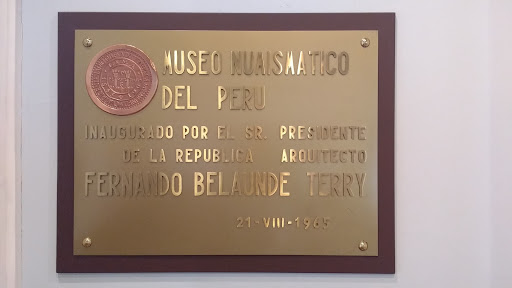 MUSEO NUMISMATICO
DEL PERU
INAUGURADO POR EL SR. PRESIDENTE
DE LA REPUBLICA ARQUITECTO
FERNANDO BELAUNDE TERRY
21-VIII-1965